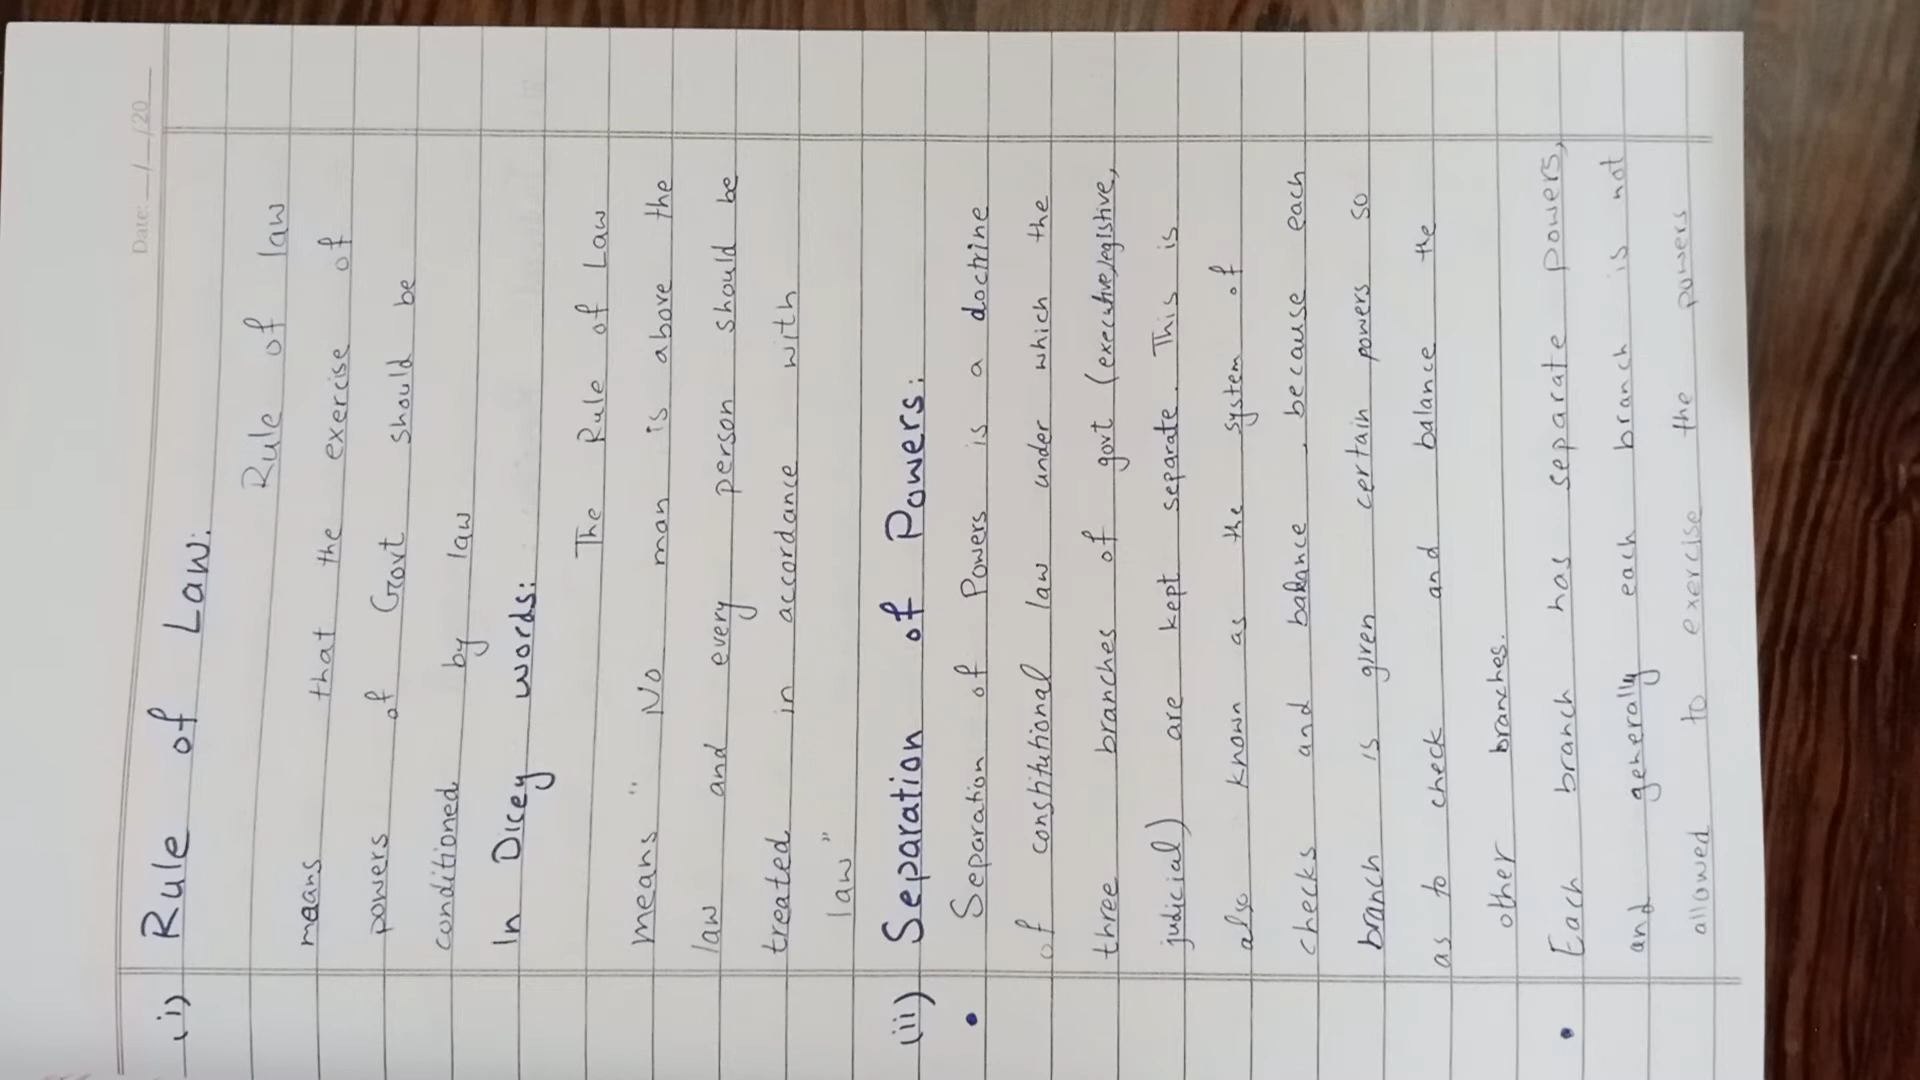 Date: __/__/20__
(i) Rule of Law:
Rule of law
means that the exercise of
powers of Govt should be
conditioned by law
In Dicey words:
The Rule of Law
means " No man is above the
law and every person should be
treated in accordance with
law"
(ii) Separation of Powers:
• Separation of Powers is a doctrine
of constitutional law under which the
three branches of govt (executive, legistive,
judicial) are kept separate. This is
also known as the system of
checks and balance, because each
branch is given certain powers so
as to check and balance the
other branches.
• Each branch has separate powers,
and generally each branch is not
allowed to exercise the powers